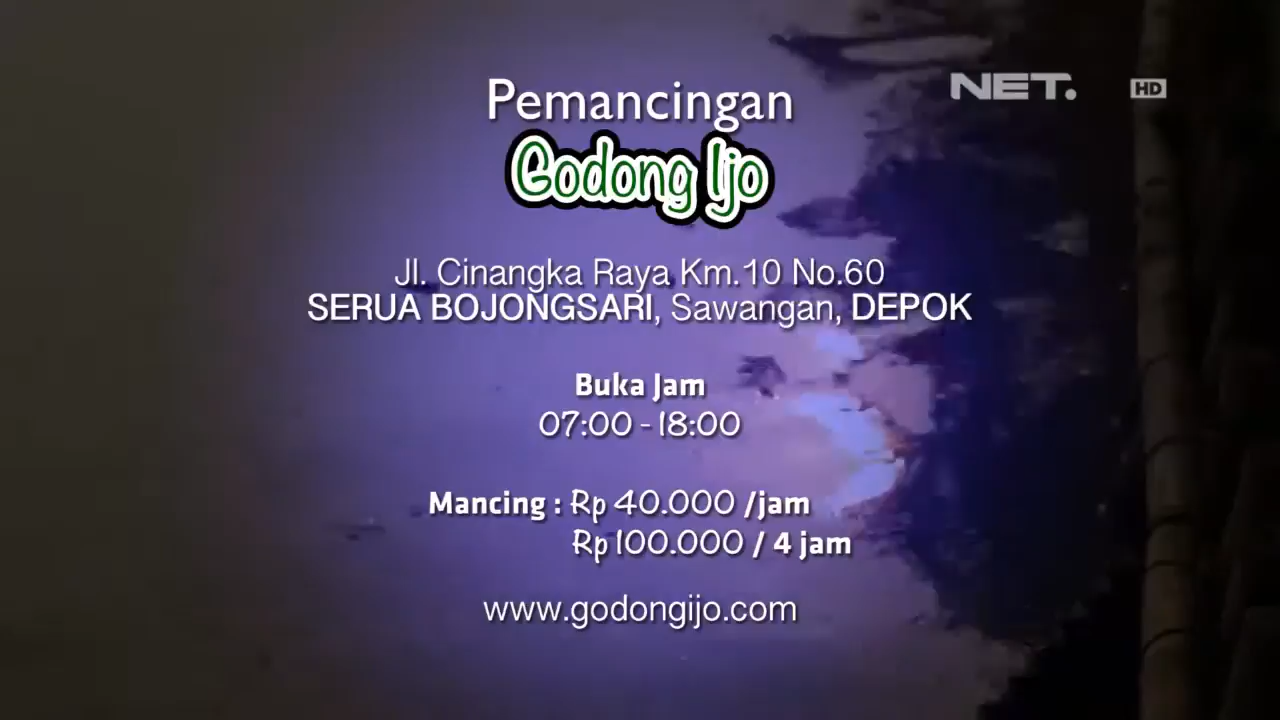 Pemancingan
Godong Ijo
NET.
HD
Jl. Cinangka Raya Km.10 No.60
SERUA BOJONGSARI, Sawangan, DEPOK
Buka Jam
07:00 - 18:00
Mancing : Rp 40.000 /jam
Rp 100.000 / 4 jam
www.godongijo.com